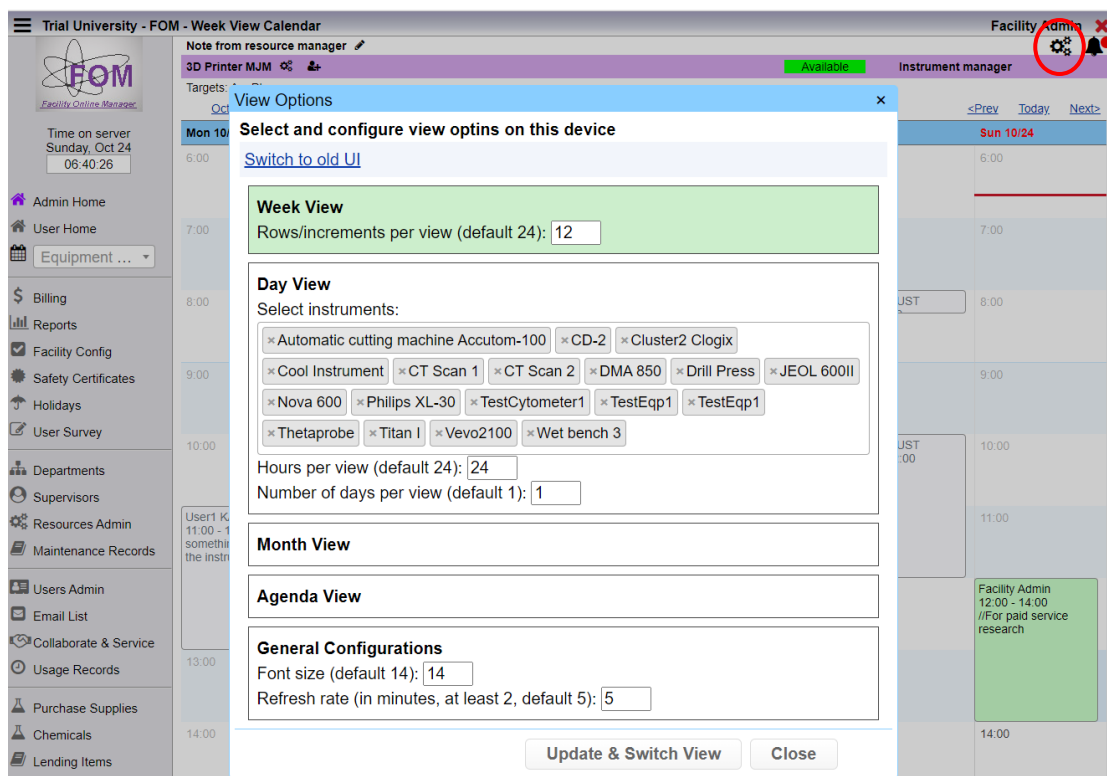 Trial University - FOM - Week View Calendar
Facility Admin
Note from resource manager
3D Printer MJM
Available
Instrument manager
Targets:
Oct
<Prev Today Next>
Mon 10/
Sun 10/24
FOM
Facility Online Manager
Time on server
Sunday, Oct 24
06:40:26
Admin Home
User Home
Equipment ...
Billing
Reports
Facility Config
Safety Certificates
Holidays
User Survey
Departments
Supervisors
Resources Admin
Maintenance Records
Users Admin
Email List
Collaborate & Service
Usage Records
Purchase Supplies
Chemicals
Lending Items
6:00
7:00
8:00
9:00
10:00
User1 K
11:00 - 1
somethi
the instr
13:00
14:00
View Options ×
Select and configure view optins on this device
Switch to old UI
Week View
Rows/increments per view (default 24): 12
Day View
Select instruments:
×Automatic cutting machine Accutom-100 ×CD-2 ×Cluster2 Clogix
×Cool Instrument ×CT Scan 1 ×CT Scan 2 ×DMA 850 ×Drill Press ×JEOL 600II
×Nova 600 ×Philips XL-30 ×TestCytometer1 ×TestEqp1 ×TestEqp1
×Thetaprobe ×Titan I ×Vevo2100 ×Wet bench 3
Hours per view (default 24): 24
Number of days per view (default 1): 1
Month View
Agenda View
General Configurations
Font size (default 14): 14
Refresh rate (in minutes, at least 2, default 5): 5
Update & Switch View Close
UST
UST
:00
6:00
7:00
8:00
9:00
10:00
11:00
Facility Admin
12:00 - 14:00
//For paid service
research
14:00